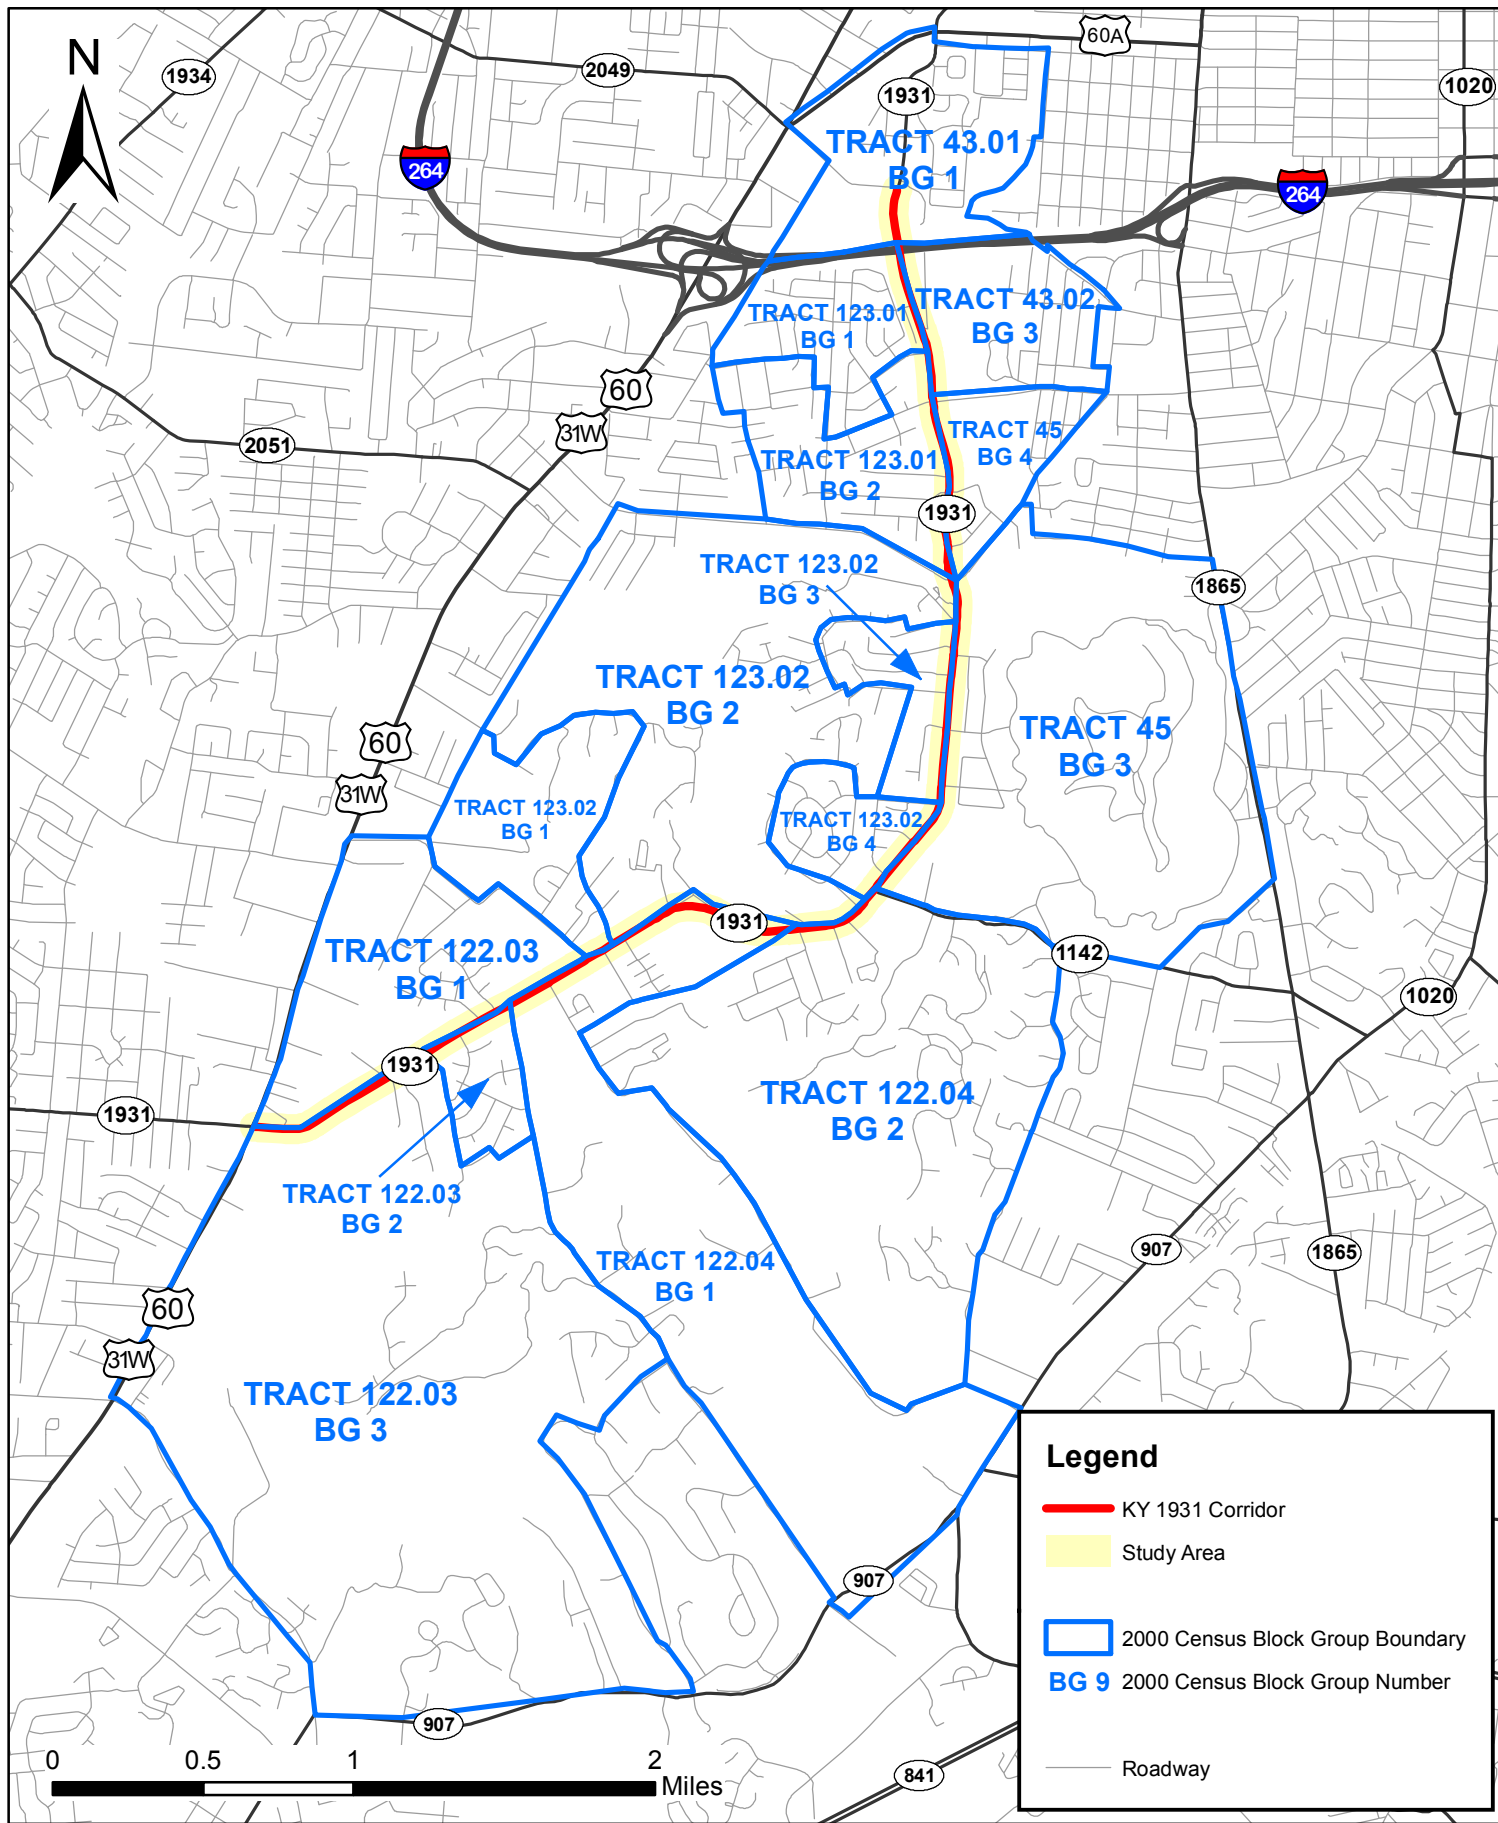 N
60A
1934
2049
1931
1020
TRACT 43.01
BG 1
264
264
TRACT 43.02
BG 3
TRACT 123.01
BG 1
60
31W
2051
TRACT 45
BG 4
TRACT 123.01
BG 2
1931
TRACT 123.02
BG 3
1865
TRACT 123.02
BG 2
TRACT 45
BG 3
60
31W
TRACT 123.02
BG 1
TRACT 123.02
BG 4
1931
TRACT 122.03
BG 1
1142
1020
1931
1931
TRACT 122.04
BG 2
TRACT 122.03
BG 2
907
1865
TRACT 122.04
BG 1
60
31W
TRACT 122.03
BG 3
907
907
841
Legend
KY 1931 Corridor
Study Area
2000 Census Block Group Boundary
BG 9 2000 Census Block Group Number
Roadway
0 0.5 1 2
Miles